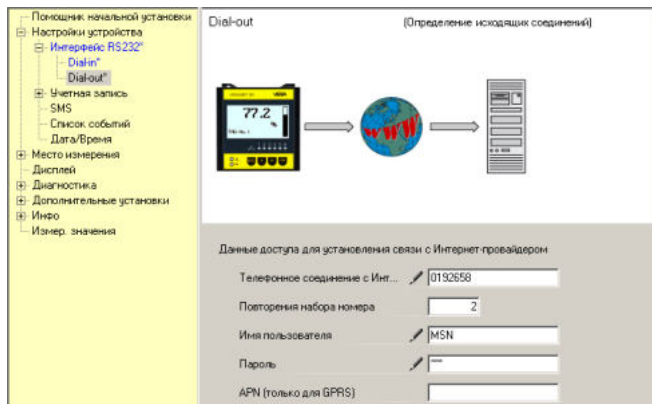 Помощник начальной установки
Настройки устройства
Интерфейс RS232"
Dial-in"
Dial-out"
Учетная запись
SMS
Список событий
Дата/Время
Место измерения
Дисплей
Диагностика
Дополнительные установки
Инфо
Измер. значения
Dial-out
(Определение исходящих соединений)
VEGA
77.2
%
WWW
Данные доступа для установления связи с Интернет-провайдером
Телефонное соединение с Инт... 0192658
Повторения набора номера 2
Имя пользователя MSN
Пароль
APN (только для GPRS)